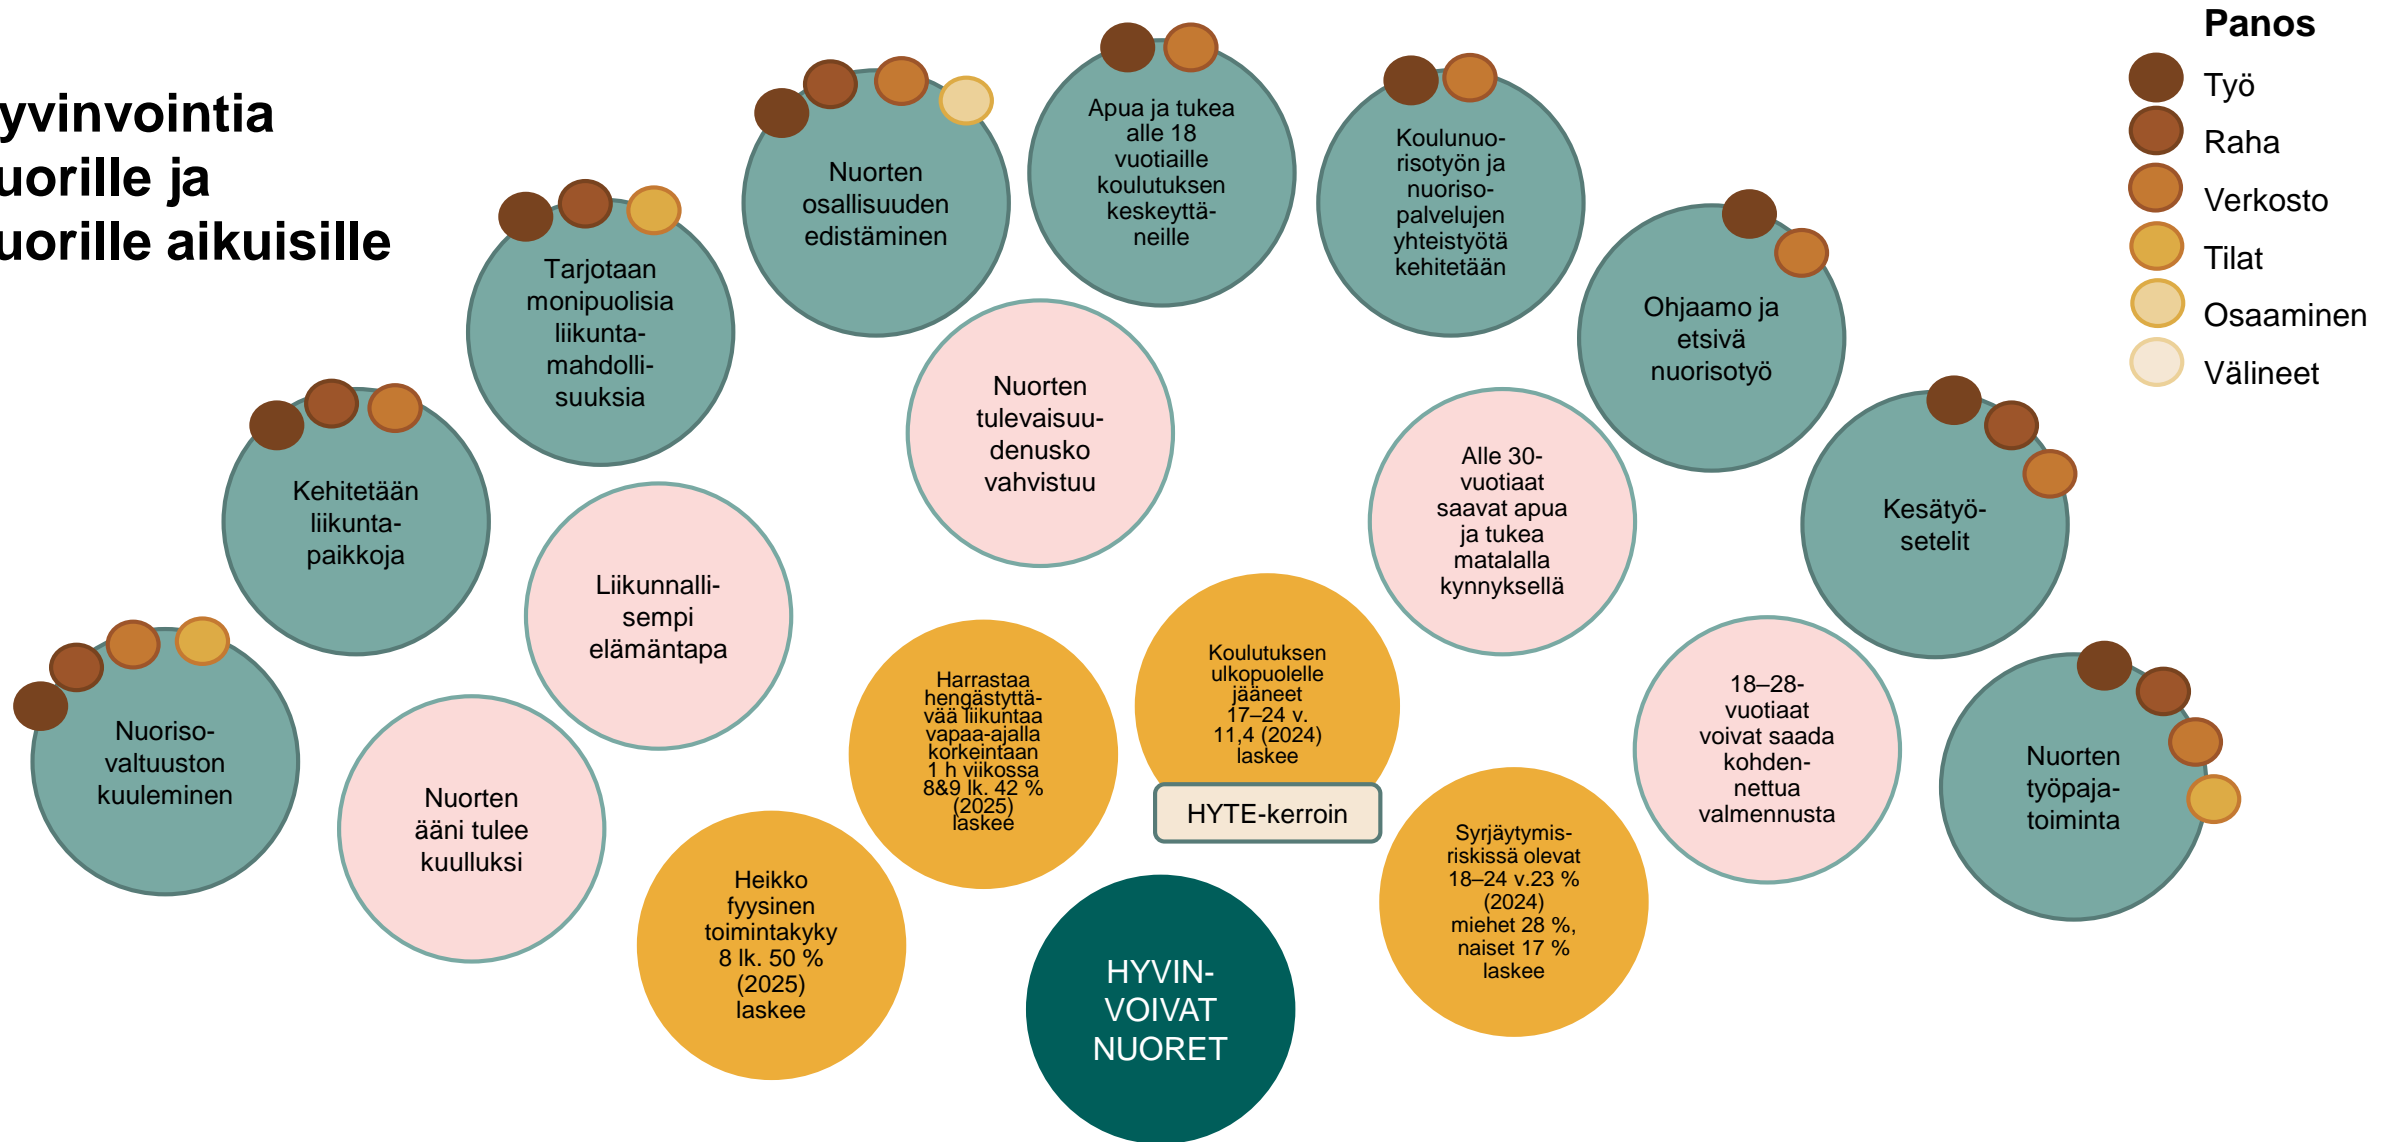 yvinvointia
uorille ja
uorille aikuisille
Panos
Työ
Raha
Verkosto
Tilat
Osaaminen
Välineet
Nuoriso-
valtuuston
kuuleminen
Kehitetään
liikunta-
paikkoja
Tarjotaan
monipuolisia
liikunta-
mahdolli-
suuksia
Nuorten
osallisuuden
edistäminen
Apua ja tukea
alle 18
vuotiaille
koulutuksen
keskeyttä-
neille
Koulunuo-
risotyön ja
nuoriso-
palvelujen
yhteistyötä
kehitetään
Ohjaamo ja
etsivä
nuorisotyö
Kesätyö-
setelit
Nuorten
työpaja-
toiminta
Nuorten
ääni tulee
kuulluksi
Liikunnalli-
sempi
elämäntapa
Nuorten
tulevaisuu-
denusko
vahvistuu
Alle 30-
vuotiaat
saavat apua
ja tukea
matalalla
kynnyksellä
18–28-
vuotiaat
voivat saada
kohden-
nettua
valmennusta
Heikko
fyysinen
toimintakyky
8 lk. 50 %
(2025)
laskee
Harrastaa
hengästyttä-
vää liikuntaa
vapaa-ajalla
korkeintaan
1 h viikossa
8&9 lk. 42 %
(2025)
laskee
Koulutuksen
ulkopuolelle
jääneet
17–24 v.
11,4 (2024)
laskee
HYTE-kerroin
Syrjäytymis-
riskissä olevat
18–24 v.23 %
(2024)
miehet 28 %,
naiset 17 %
laskee
HYVIN-
VOIVAT
NUORET